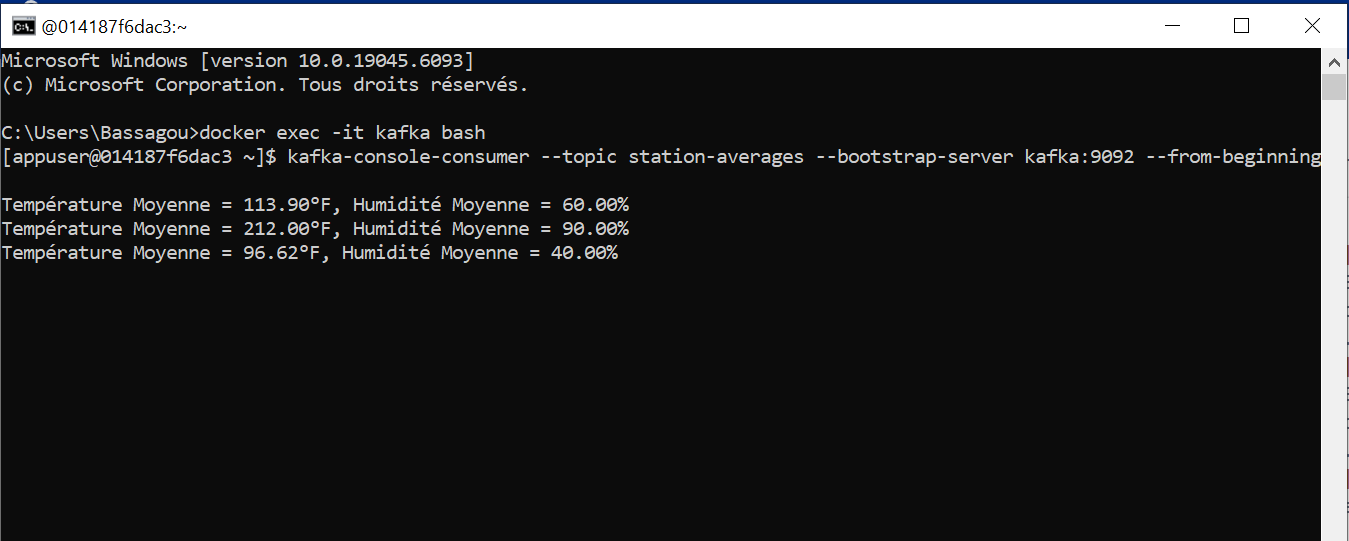 @014187f6dac3:~
Microsoft Windows [version 10.0.19045.6093]
(c) Microsoft Corporation. Tous droits réservés.
C:\Users\Bassagou>docker exec -it kafka bash
[appuser@014187f6dac3 ~]$ kafka-console-consumer --topic station-averages --bootstrap-server kafka:9092 --from-beginning
Température Moyenne = 113.90°F, Humidité Moyenne = 60.00%
Température Moyenne = 212.00°F, Humidité Moyenne = 90.00%
Température Moyenne = 96.62°F, Humidité Moyenne = 40.00%